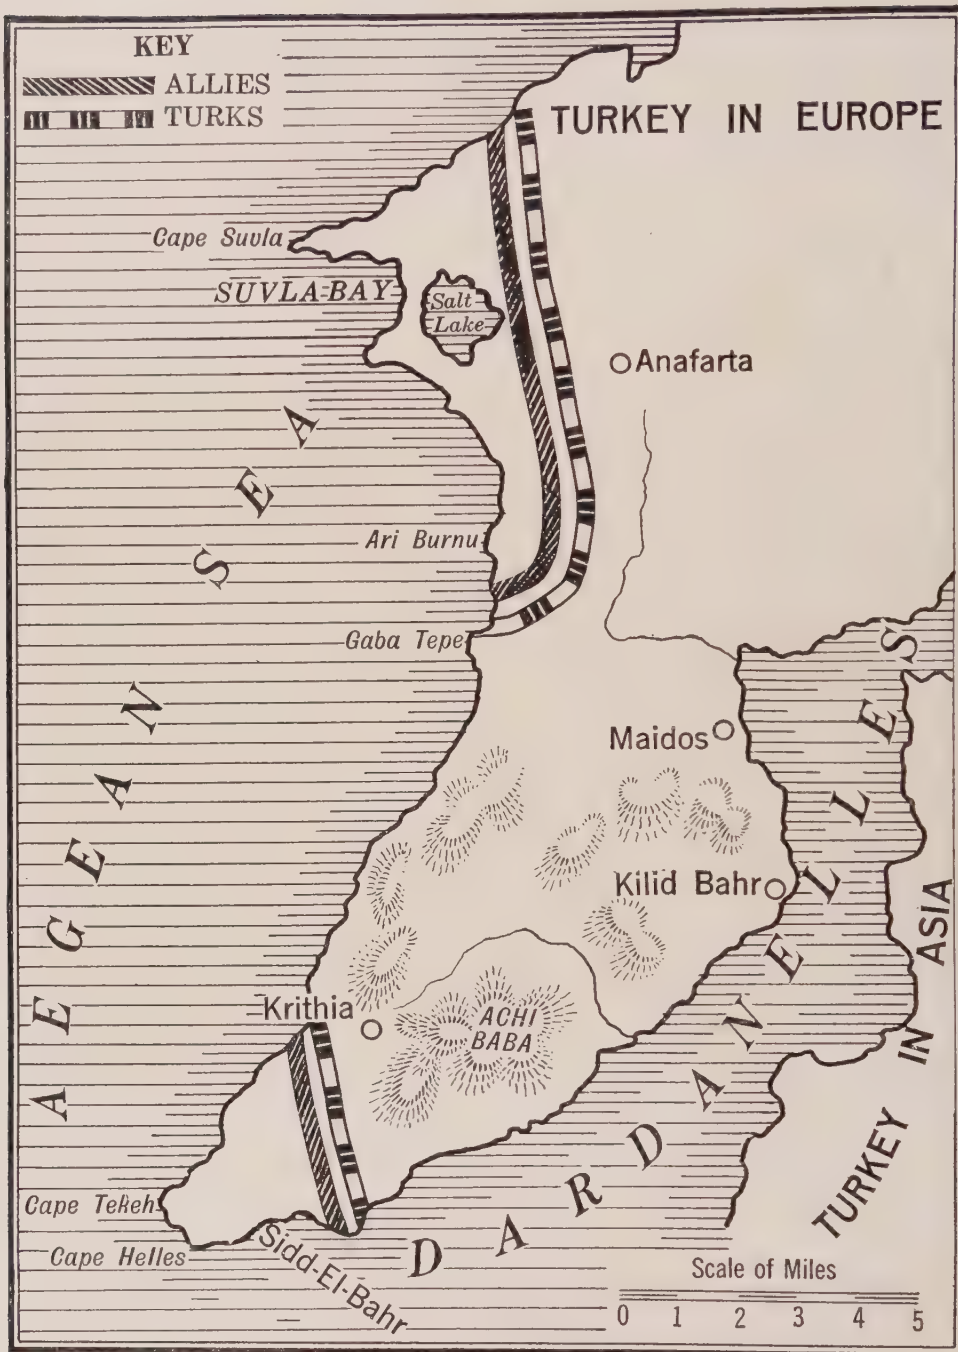 KEY
ALLIES
TURKS
TURKEY IN EUROPE
Cape Suvla
SUVLA-BAY
Salt
Lake
Anafarta
AEGEAN SEA
Ari Burnu
Gaba Tepe
Maidos
Kilid Bahr
Krithia
ACHI
BABA
DARDANELLES
TURKEY IN ASIA
Cape Tekeh
Cape Helles
Sidd-El-Bahr
Scale of Miles
0 1 2 3 4 5